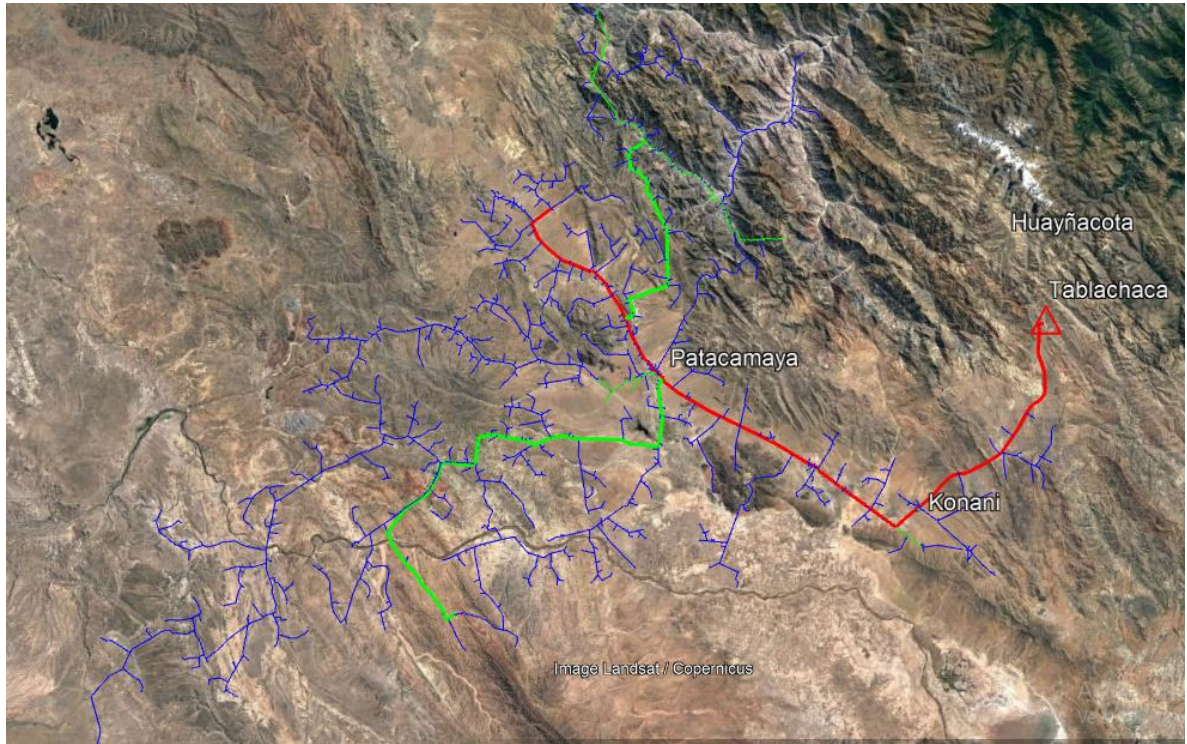 Huayñacota
Tablachaca
Patacamaya
Konani
Image Landsat / Copernicus